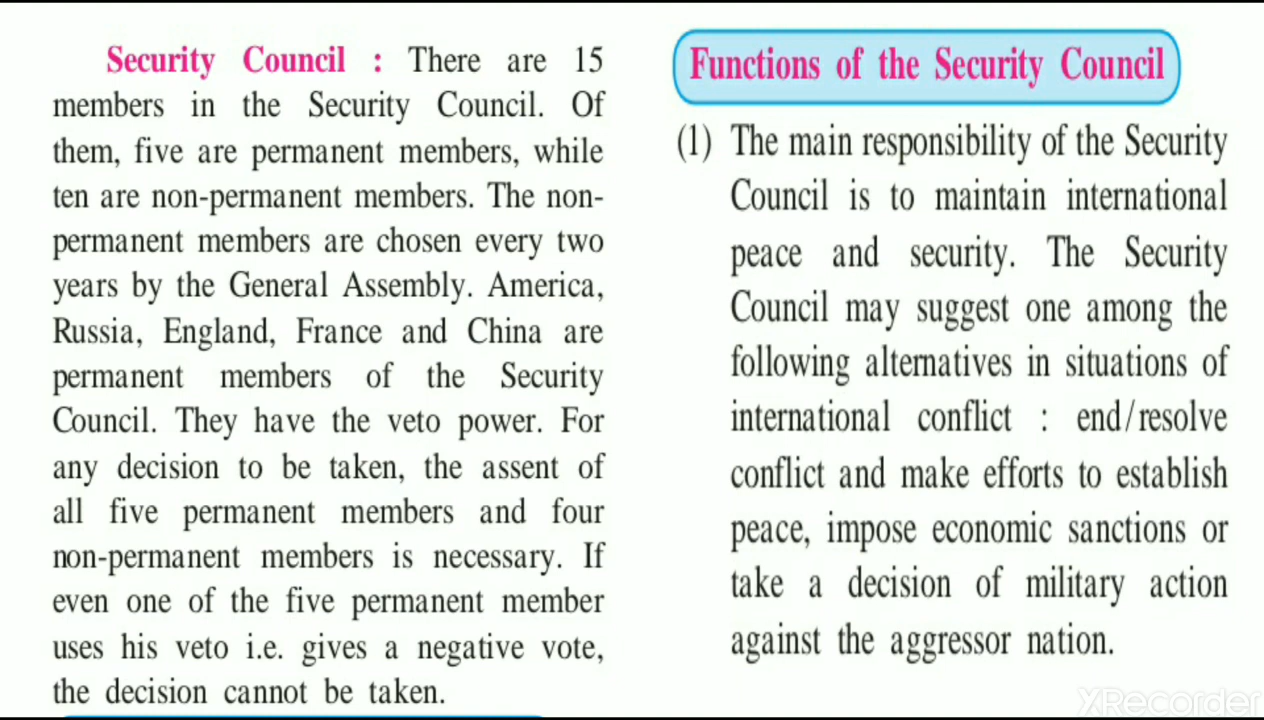 Security Council : There are 15
members in the Security Council. Of
them, five are permanent members, while
ten are non-permanent members. The non-
permanent members are chosen every two
years by the General Assembly. America,
Russia, England, France and China are
permanent members of the Security
Council. They have the veto power. For
any decision to be taken, the assent of
all five permanent members and four
non-permanent members is necessary. If
even one of the five permanent member
uses his veto i.e. gives a negative vote,
the decision cannot be taken.
Functions of the Security Council
(1) The main responsibility of the Security
Council is to maintain international
peace and security. The Security
Council may suggest one among the
following alternatives in situations of
international conflict : end/resolve
conflict and make efforts to establish
peace, impose economic sanctions or
take a decision of military action
against the aggressor nation.
XRecorder